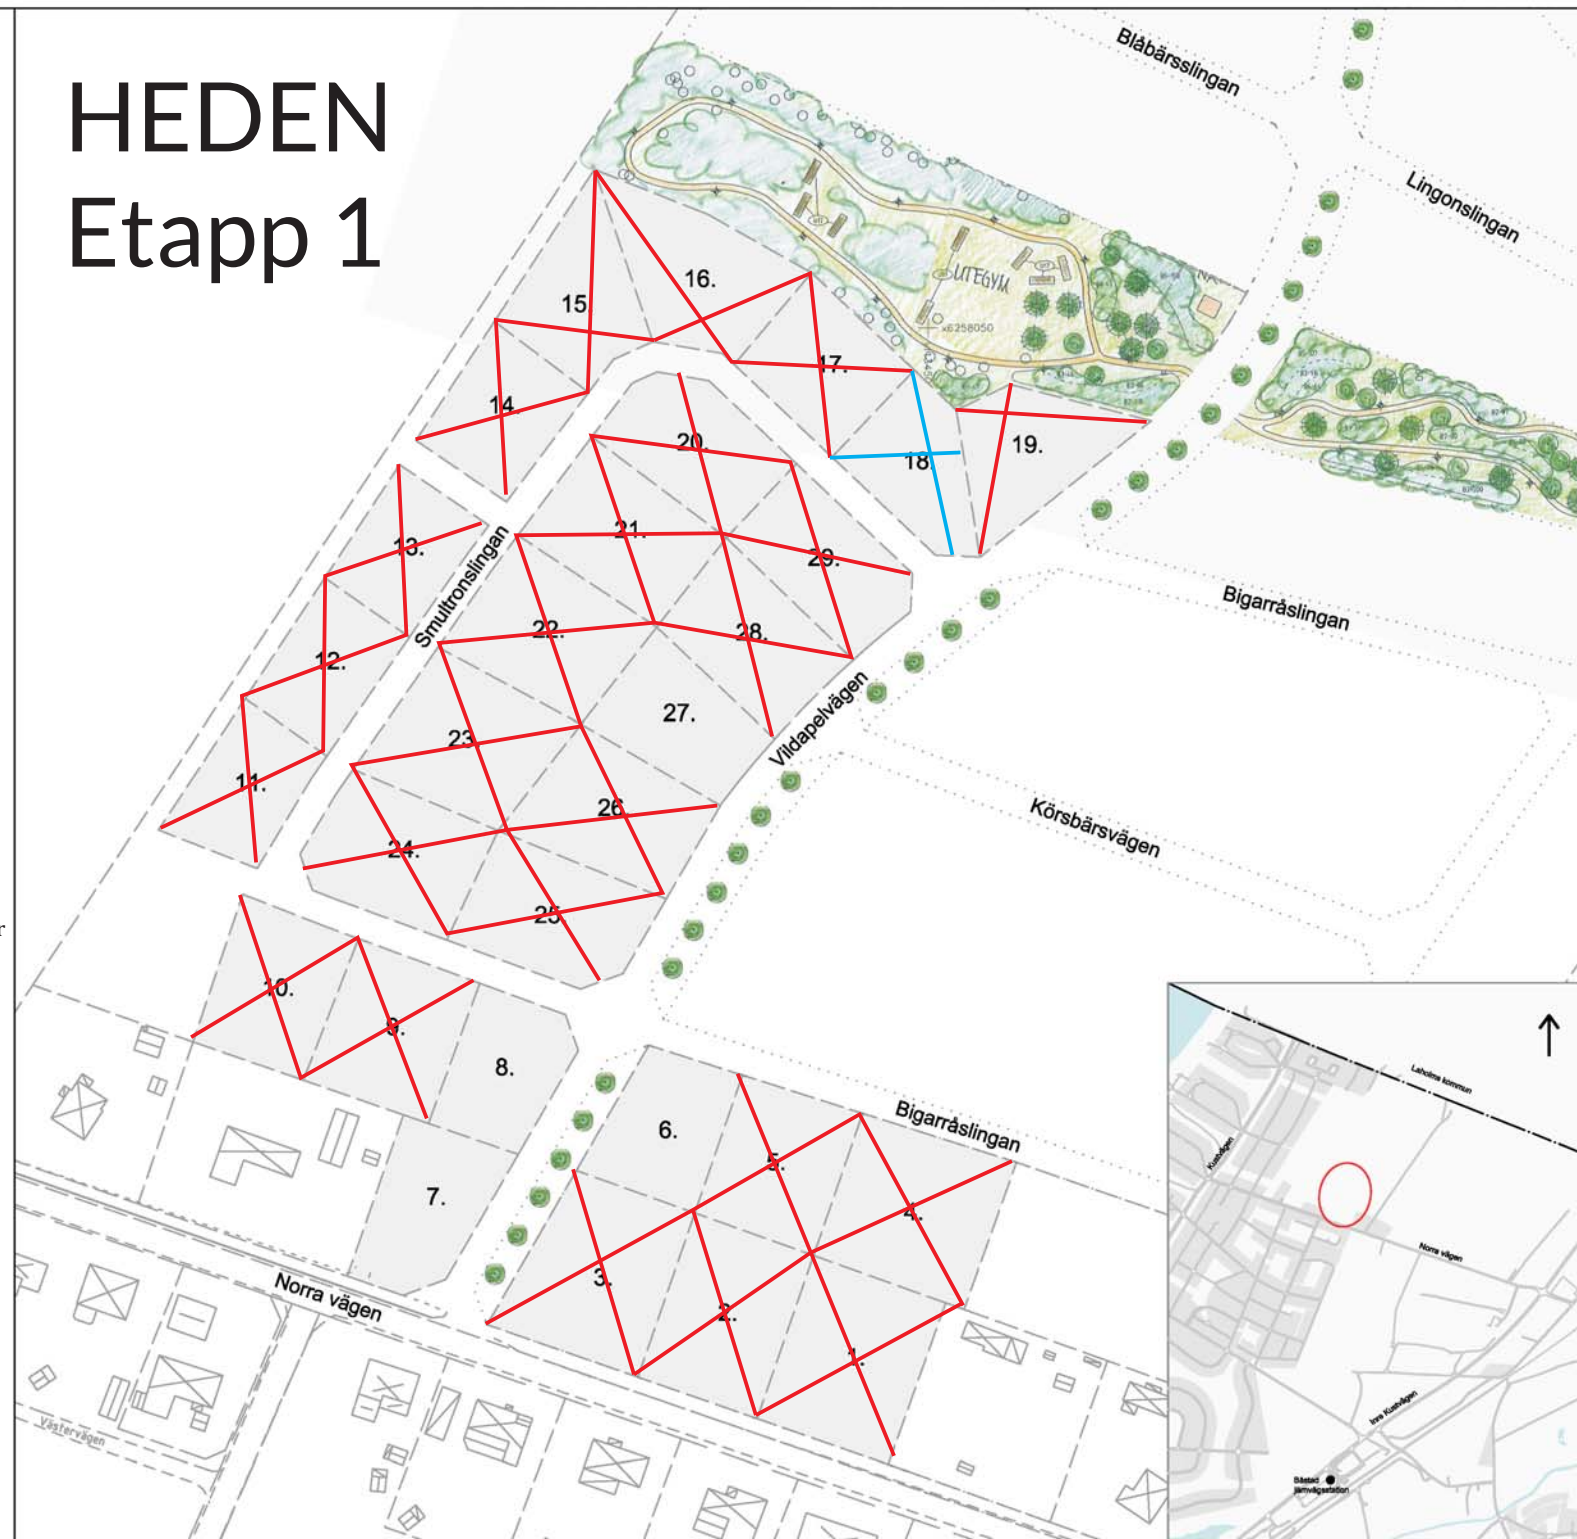 HEDEN
Etapp 1
Blåbärsslingan
Lingonslingan
UTEGYM
x6258050
16.
15.
17.
14.
19.
18.
20.
21.
29.
13.
Smultronslingan
Bigarråslingan
22.
28.
12.
27.
Vildapelvägen
23.
11.
26.
Körsbärsvägen
24.
25.
r
10.
9.
8.
6.
Bigarråslingan
5.
7.
4.
3.
2.
1.
Norra vägen
Västervägen
Laholms kommun
Kustvägen
Norra vägen
Inre Kustvägen
Båstad
järnvägsstation